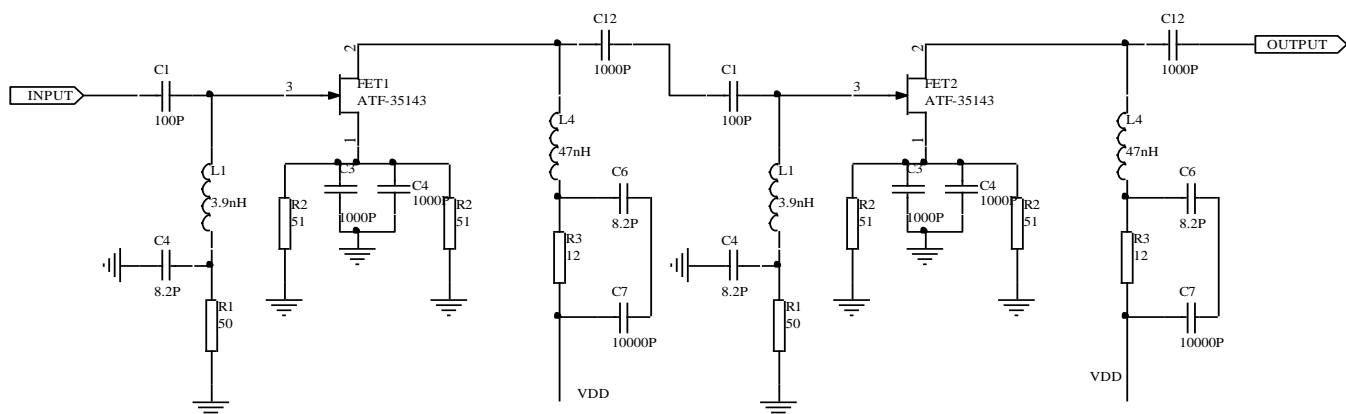 C12
C12
2
2
OUTPUT
C1
1000P
FET1
ATF-35143
C1
1000P
FET2
ATF-35143
INPUT
3
3
100P
100P
L4
47nH
L4
47nH
1
1
L1
3.9nH
C3
1000P
C4
1000P
C6
8.2P
L1
3.9nH
C3
1000P
C4
1000P
C6
8.2P
R2
51
R2
51
R2
51
R2
51
C4
8.2P
R3
12
C4
8.2P
R3
12
R1
50
C7
10000P
R1
50
C7
10000P
VDD
VDD